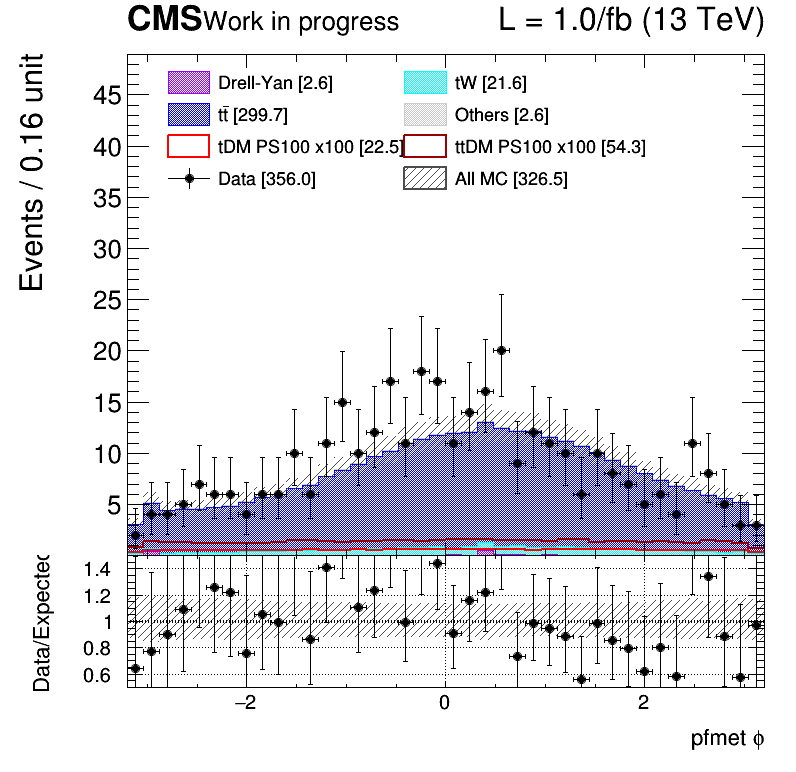 CMS Work in progress L = 1.0/fb (13 TeV)
Events / 0.16 unit
Drell-Yan [2.6] tW [21.6]
tt̄ [299.7] Others [2.6]
tDM PS100 x100 [22.5] ttDM PS100 x100 [54.3]
Data [356.0] All MC [326.5]
45
40
35
30
25
20
15
10
5
Data/Expected
1.4
1.2
1
0.8
0.6
−2 0 2
pfmet ϕ